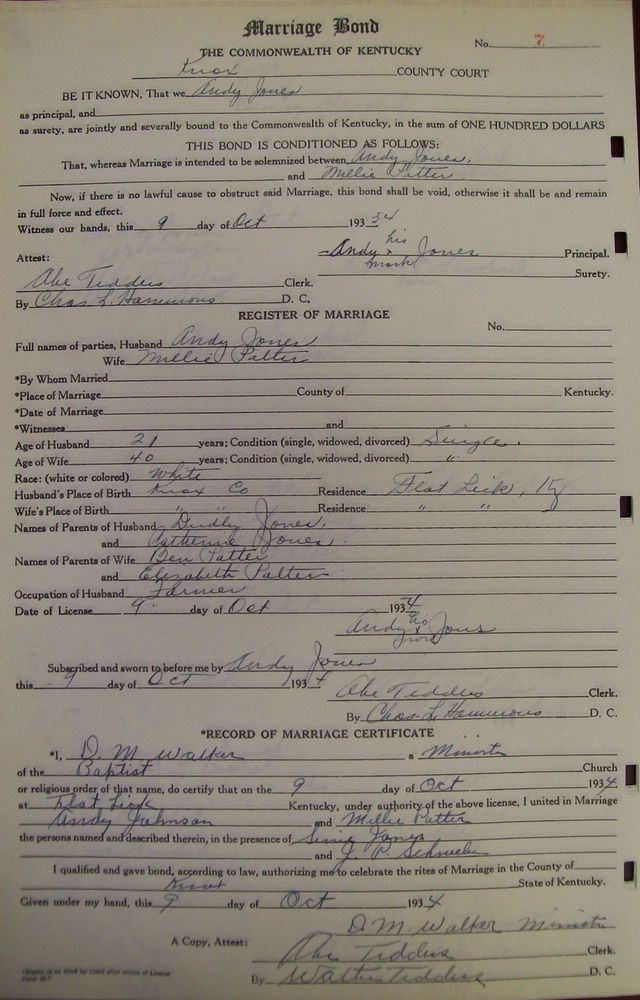 Marriage Bond
No. 7
THE COMMONWEALTH OF KENTUCKY
Knox COUNTY COURT
BE IT KNOWN, That we Andy Jones
as principal, and
as surety, are jointly and severally bound to the Commonwealth of Kentucky, in the sum of ONE HUNDRED DOLLARS
THIS BOND IS CONDITIONED AS FOLLOWS:
That, whereas Marriage is intended to be solemnized between Andy Jones,
and Millie Patter
Now, if there is no lawful cause to obstruct said Marriage, this bond shall be void, otherwise it shall be and remain
in full force and effect.
Witness our hands, this 9 day of Oct 193 34
Andy his x mark Jones Principal.
Attest: Surety.
Abe Tedders Clerk.
By Chas. L. Hammons D. C.
REGISTER OF MARRIAGE
No.
Full names of parties, Husband Andy Jones
Wife Millie Patter
*By Whom Married
*Place of Marriage County of Kentucky.
*Date of Marriage
*Witnesses and
Age of Husband 21 years; Condition (single, widowed, divorced) Single.
Age of Wife 40 years; Condition (single, widowed, divorced) "
Race: (white or colored) White
Husband's Place of Birth Knox Co Residence Flat Lick, Ky
Wife's Place of Birth " " Residence " "
Names of Parents of Husband Dudly Jones,
and Catherine Jones
Names of Parents of Wife Ben Patter
and Elizabeth Patter
Occupation of Husband Farmer
Date of License 9 day of Oct 1934
Andy his x mark Jones
Subscribed and sworn to before me by Andy Jones
this 9 day of Oct 1934
Abe Tedders Clerk.
By Chas. L. Hammons D. C.
*RECORD OF MARRIAGE CERTIFICATE
*I, D. M. Walker a Minister
of the Baptist Church
or religious order of that name, do certify that on the 9 day of Oct 1934
at Flat Lick Kentucky, under authority of the above license, I united in Marriage
Andy Johnson and Millie Patter
the persons named and described therein, in the presence of Jones
and J. P.
I qualified and gave bond, according to law, authorizing me to celebrate the rites of Marriage in the County of
Knox State of Kentucky.
Given under my hand, this 9 day of Oct 1934
D. M. Walker Minister
A Copy, Attest: Abe Tedders Clerk.
By Walter Tedders D. C.